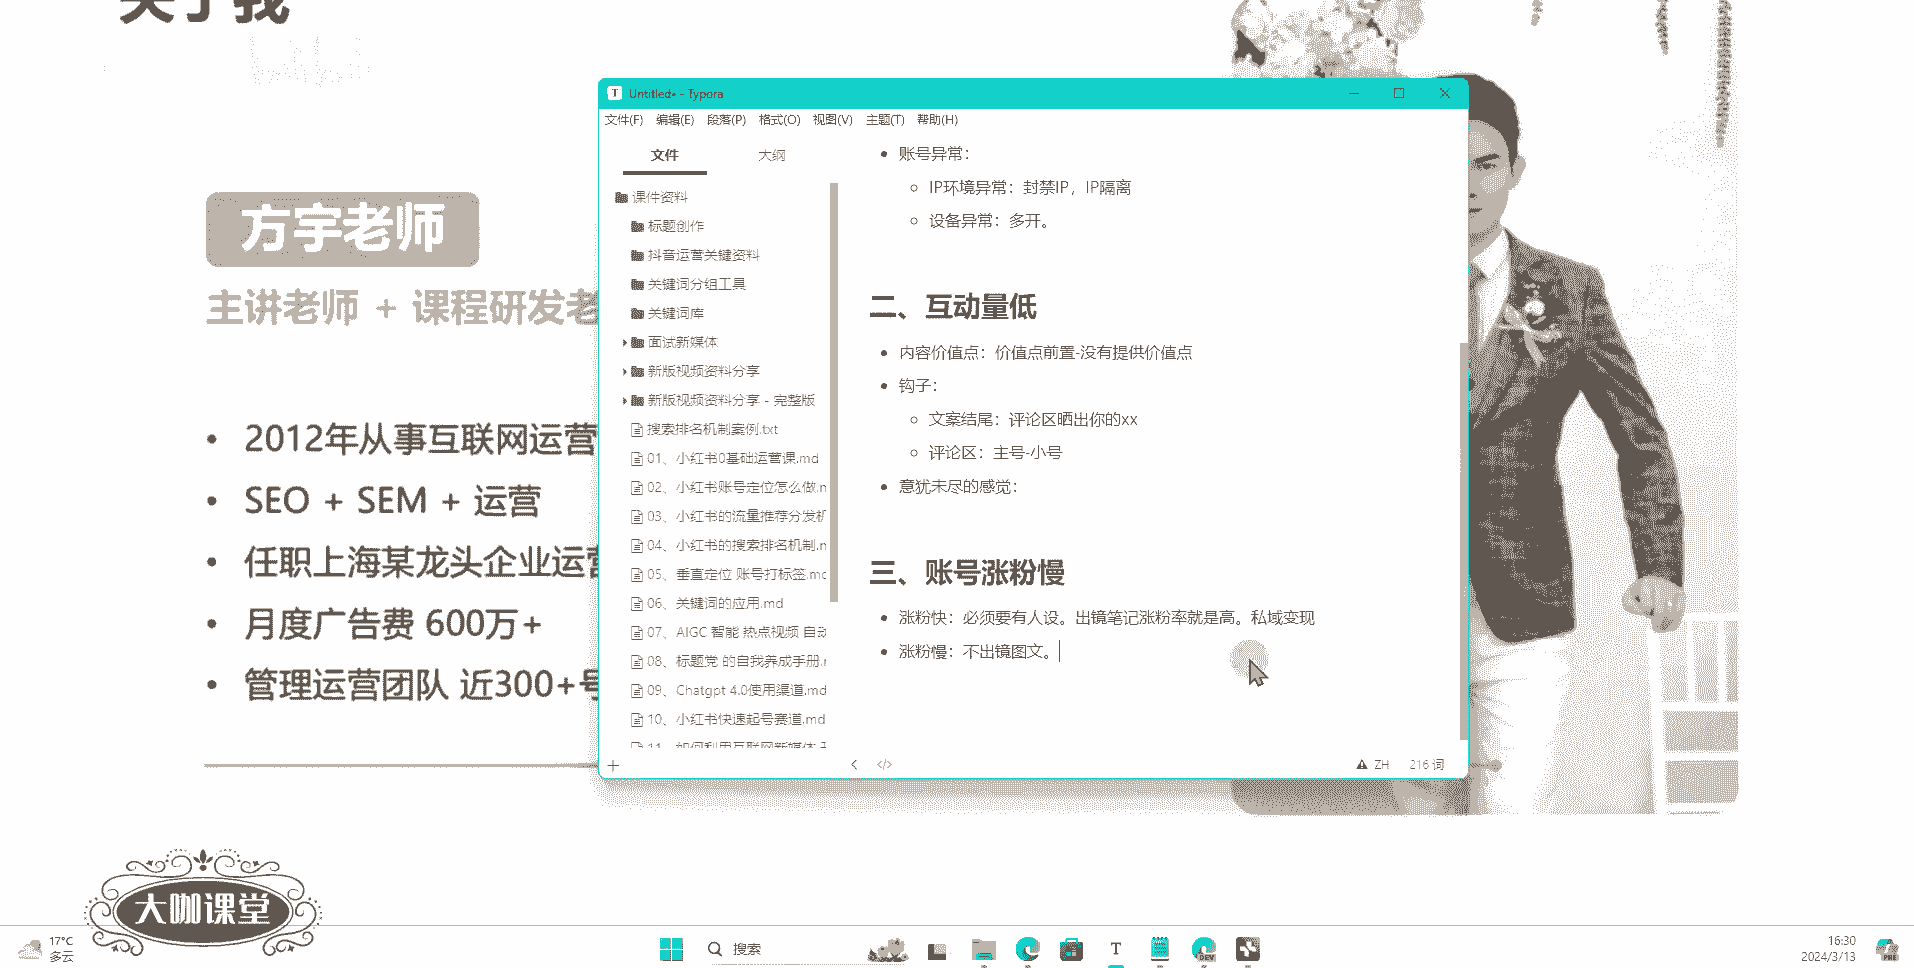 关于我
方宇老师
主讲老师 + 课程研发老
2012年从事互联网运营
SEO + SEM + 运营
任职上海某龙头企业运营
月度广告费 600万+
管理运营团队 近300+号
大咖课堂
Untitled• - Typora
文件(F) 编辑(E) 段落(P) 格式(O) 视图(V) 主题(T) 帮助(H)
文件 大纲
课件资料
标题创作
抖音运营关键资料
关键词分组工具
关键词库
面试新媒体
新版视频资料分享
新版视频资料分享 - 完整版
搜索排名机制案例.txt
01、小红书0基础运营课.md
02、小红书账号定位怎么做.m
03、小红书的流量推荐分发机
04、小红书的搜索排名机制.m
05、垂直定位 账号打标签.md
06、关键词的应用.md
07、AIGC 智能 热点视频 自动
08、标题党 的自我养成手册.m
09、Chatgpt 4.0使用渠道.md
10、小红书快速起号赛道.md
11、如何利用互联网新媒体
账号异常：
IP环境异常：封禁IP，IP隔离
设备异常：多开。
二、互动量低
内容价值点：价值点前置-没有提供价值点
钩子：
文案结尾：评论区晒出你的xx
评论区：主号-小号
意犹未尽的感觉：
三、账号涨粉慢
涨粉快：必须要有人设。出镜笔记涨粉率就是高。私域变现
涨粉慢：不出镜图文。
ZH 216 词
17°C
多云
搜索
T
DEV
16:30
2024/3/13
PRE